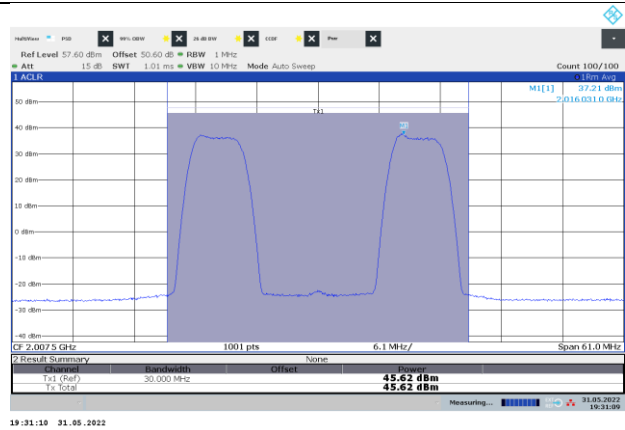 MultiView PSD X 99% OBW X 26 dB BW X CCDF X Pwr X
Ref Level 57.60 dBm Offset 50.60 dB RBW 1 MHz
Att 15 dB SWT 1.01 ms VBW 10 MHz Mode Auto Sweep Count 100/100
1 ACLR 1Rm Avg
M1[1] 37.21 dBm
2.0160310 GHz
50 dBm
Tx1
40 dBm
M1
30 dBm
20 dBm
10 dBm
0 dBm
-10 dBm
-20 dBm
-30 dBm
-40 dBm
CF 2.0075 GHz 1001 pts 6.1 MHz/ Span 61.0 MHz
2 Result Summary None
Channel Bandwidth Offset Power
Tx1 (Ref) 30.000 MHz 45.62 dBm
Tx Total 45.62 dBm
Measuring... 31.05.2022
19:31:09
19:31:10 31.05.2022